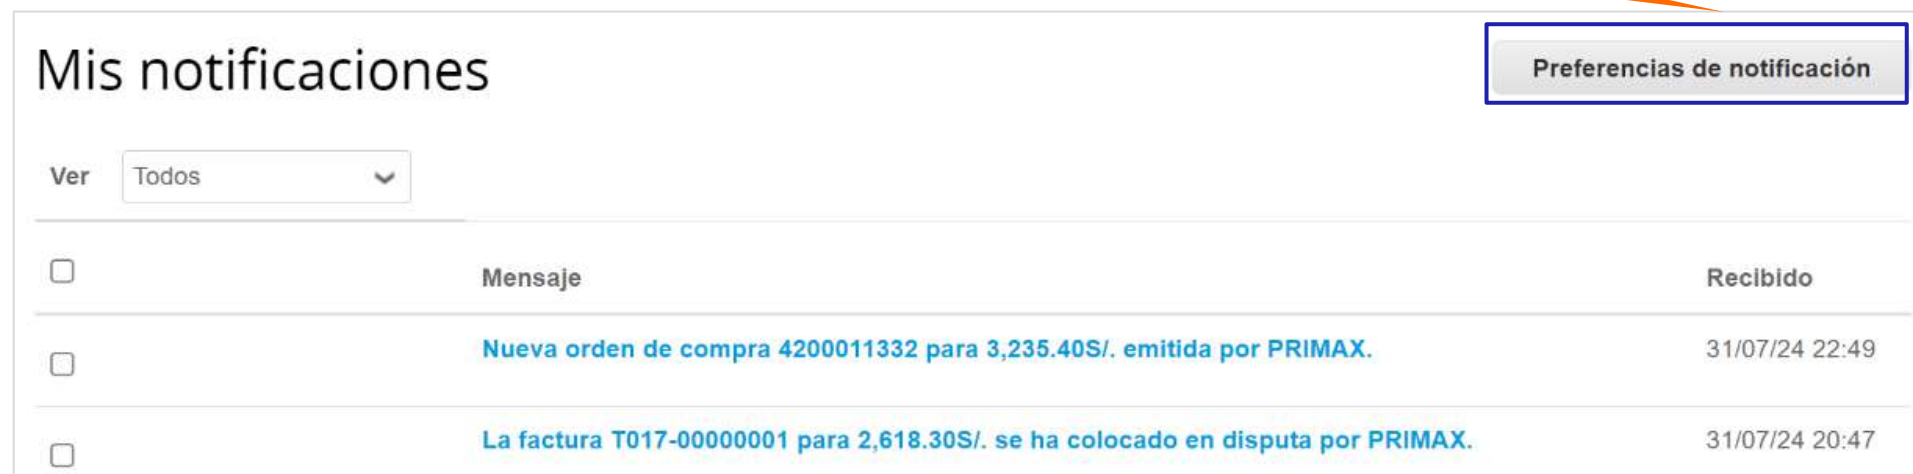 Mis notificaciones
Preferencias de notificación
Ver Todos
Mensaje Recibido
Nueva orden de compra 4200011332 para 3,235.40S/. emitida por PRIMAX. 31/07/24 22:49
La factura T017-00000001 para 2,618.30S/. se ha colocado en disputa por PRIMAX. 31/07/24 20:47